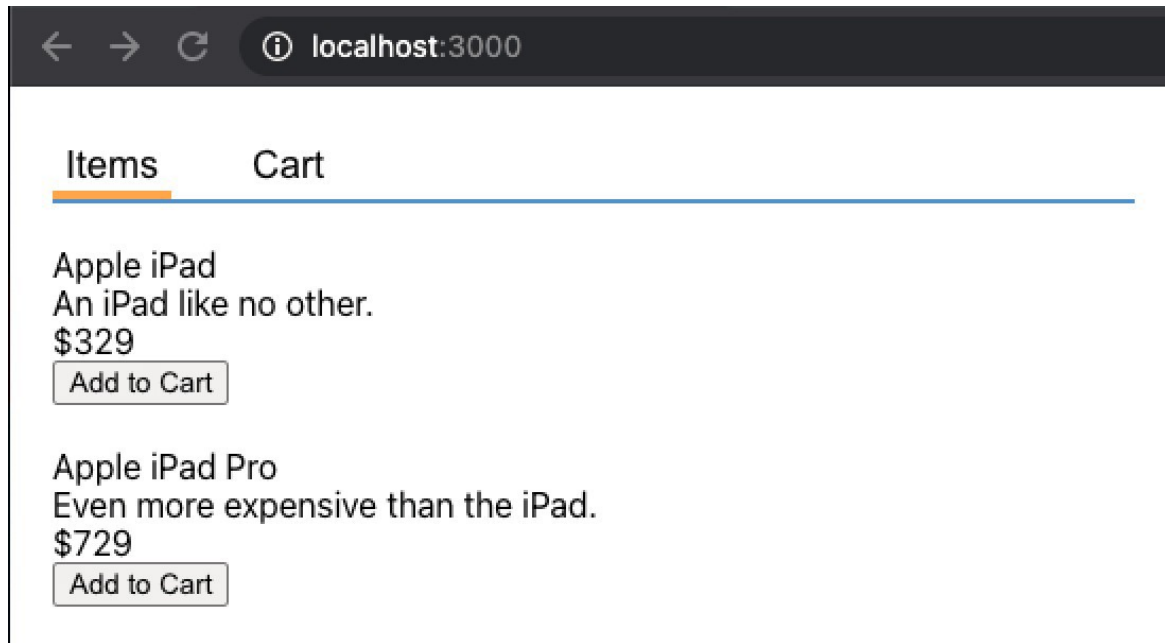 localhost:3000
Items Cart
Apple iPad
An iPad like no other.
$329
Add to Cart
Apple iPad Pro
Even more expensive than the iPad.
$729
Add to Cart